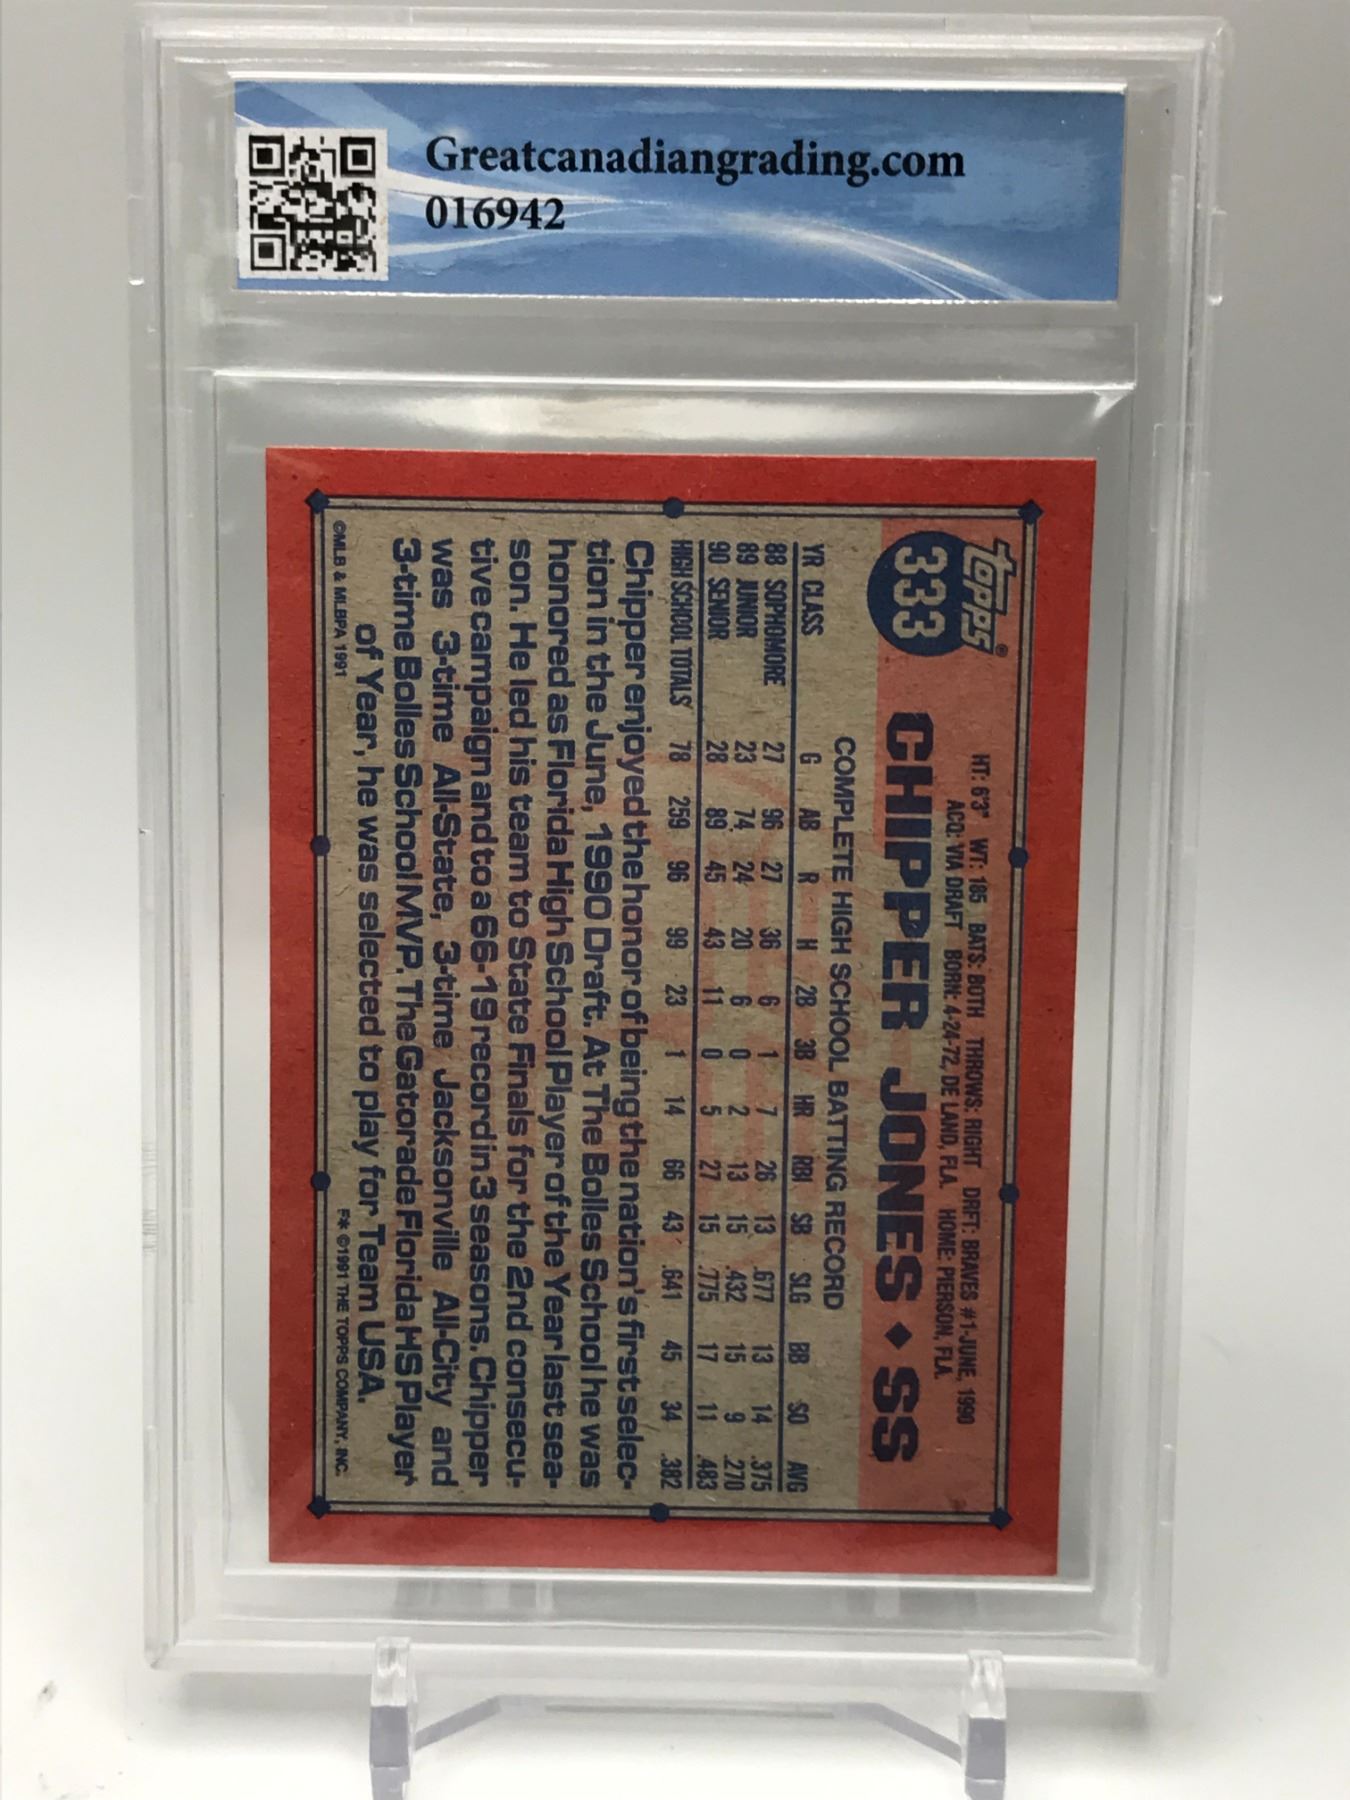 Greatcanadiangrading.com
016942
topps®
333
HT: 6'3" WT: 185 BATS: BOTH THROWS: RIGHT DRFT: BRAVES #1-JUNE, 1990
ACQ: VIA DRAFT BORN: 4-24-72, DE LAND, FLA. HOME: PIERSON, FLA.
CHIPPER JONES ♦ SS
COMPLETE HIGH SCHOOL BATTING RECORD
YR CLASS G AB R H 2B 3B HR RBI SB SLG BB SO AVG
88 SOPHOMORE 27 96 27 36 6 1 7 26 13 .677 13 14 .375
89 JUNIOR 23 74 24 20 6 0 2 13 15 .432 15 9 .270
90 SENIOR 28 89 45 43 11 0 5 27 15 .775 17 11 .483
HIGH SCHOOL TOTALS 78 259 96 99 23 1 14 66 43 .641 45 34 .382
Chipper enjoyed the honor of being the nation's first selec-
tion in the June, 1990 Draft. At The Bolles School he was
honored as Florida High School Player of the Year last sea-
son. He led his team to State Finals for the 2nd consecu-
tive campaign and to a 66-19 record in 3 seasons. Chipper
was 3-time All-State, 3-time Jacksonville All-City and
3-time Bolles School MVP. The Gatorade Florida HS Player
of Year, he was selected to play for Team USA.
©MLB & MLBPA 1991
F* ©1991 THE TOPPS COMPANY, INC.